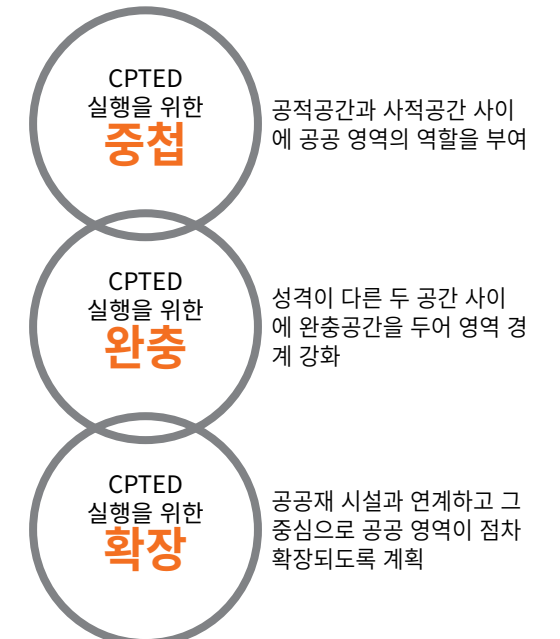 CPTED
실행을 위한
중첩
공적공간과 사적공간 사이
에 공공 영역의 역할을 부여
CPTED
실행을 위한
완충
성격이 다른 두 공간 사이
에 완충공간을 두어 영역 경
계 강화
CPTED
실행을 위한
확장
공공재 시설과 연계하고 그
중심으로 공공 영역이 점차
확장되도록 계획